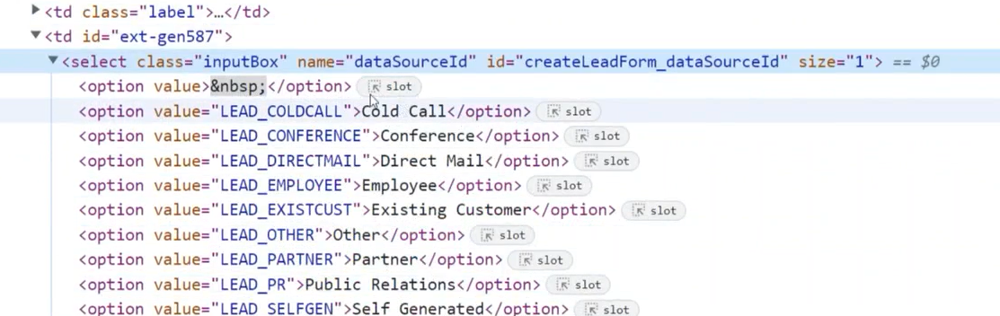 <td class="label">…</td>
<td id="ext-gen587">
<select class="inputBox" name="dataSourceId" id="createLeadForm_dataSourceId" size="1"> == $0
<option value>&nbsp;</option> slot
<option value="LEAD_COLDCALL">Cold Call</option> slot
<option value="LEAD_CONFERENCE">Conference</option> slot
<option value="LEAD_DIRECTMAIL">Direct Mail</option> slot
<option value="LEAD_EMPLOYEE">Employee</option> slot
<option value="LEAD_EXISTCUST">Existing Customer</option> slot
<option value="LEAD_OTHER">Other</option> slot
<option value="LEAD_PARTNER">Partner</option> slot
<option value="LEAD_PR">Public Relations</option> slot
<option value="LEAD_SELFGEN">Self Generated</option> slot